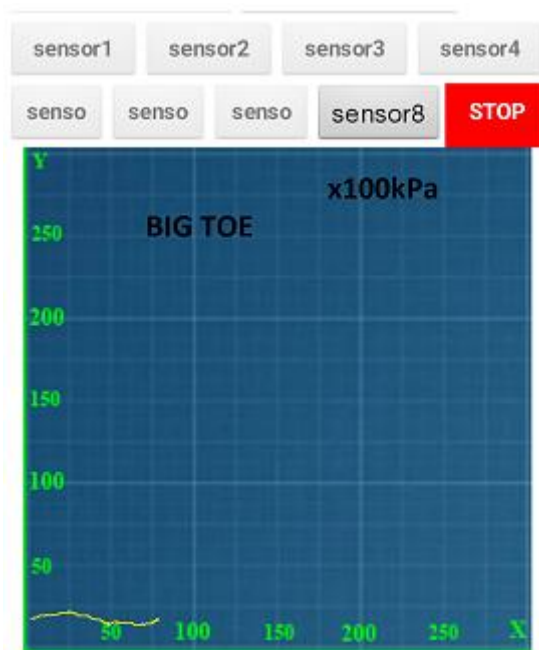 sensor1 sensor2 sensor3 sensor4
senso senso senso sensor8 STOP
Y
x100kPa
BIG TOE
250
200
150
100
50
50 100 150 200 250 X